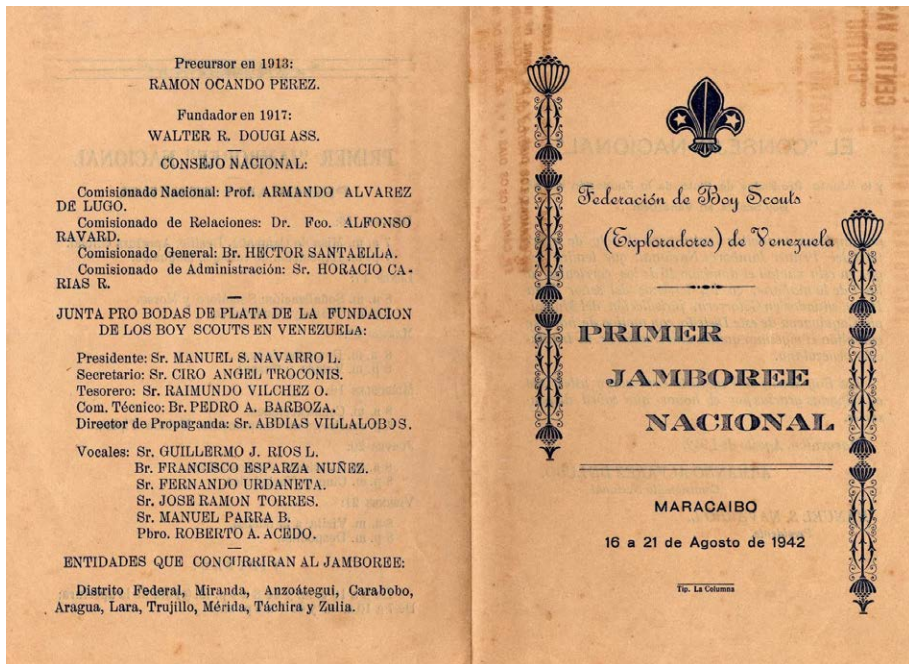 Precursor en 1913:
RAMON OCANDO PEREZ.
Fundador en 1917:
WALTER R. DOUGLASS.
CONSEJO NACIONAL:
Comisionado Nacional: Prof. ARMANDO ALVAREZ
DE LUGO.
Comisionado de Relaciones: Dr. Fco. ALFONSO
RAVARD.
Comisionado General: Br. HECTOR SANTAELLA.
Comisionado de Administración: Sr. HORACIO CA-
RIAS R.
JUNTA PRO BODAS DE PLATA DE LA FUNDACION
DE LOS BOY SCOUTS EN VENEZUELA:
Presidente: Sr. MANUEL S. NAVARRO L.
Secretario: Sr. CIRO ANGEL TROCONIS.
Tesorero: Sr. RAIMUNDO VILCHEZ O.
Com. Técnico: Br. PEDRO A. BARBOZA.
Director de Propaganda: Sr. ABDIAS VILLALOBOS.
Vocales: Sr. GUILLERMO J. RIOS L.
Br. FRANCISCO ESPARZA NUÑEZ.
Sr. FERNANDO URDANETA.
Sr. JOSE RAMON TORRES.
Sr. MANUEL PARRA B.
Pbro. ROBERTO A. ACEDO.
ENTIDADES QUE CONCURRIRAN AL JAMBOREE:
Distrito Federal, Miranda, Anzoátegui, Carabobo,
Aragua, Lara, Trujillo, Mérida, Táchira y Zulia.
Federación de Boy Scouts
(Exploradores) de Venezuela
PRIMER
JAMBOREE
NACIONAL
MARACAIBO
16 a 21 de Agosto de 1942
Tip. La Columna